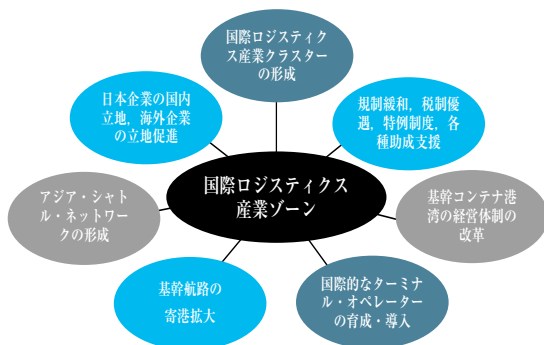 国際ロジスティク
ス産業クラスター
の形成
日本企業の国内
立地，海外企業
の立地促進
規制緩和，税制優
遇，特例制度，各
種助成支援
国際ロジスティクス
産業ゾーン
アジア・シャト
ル・ネットワー
クの形成
基幹コンテナ港
湾の経営体制の
改革
基幹航路の
寄港拡大
国際的なターミ
ナル・オペレーター
の育成・導入